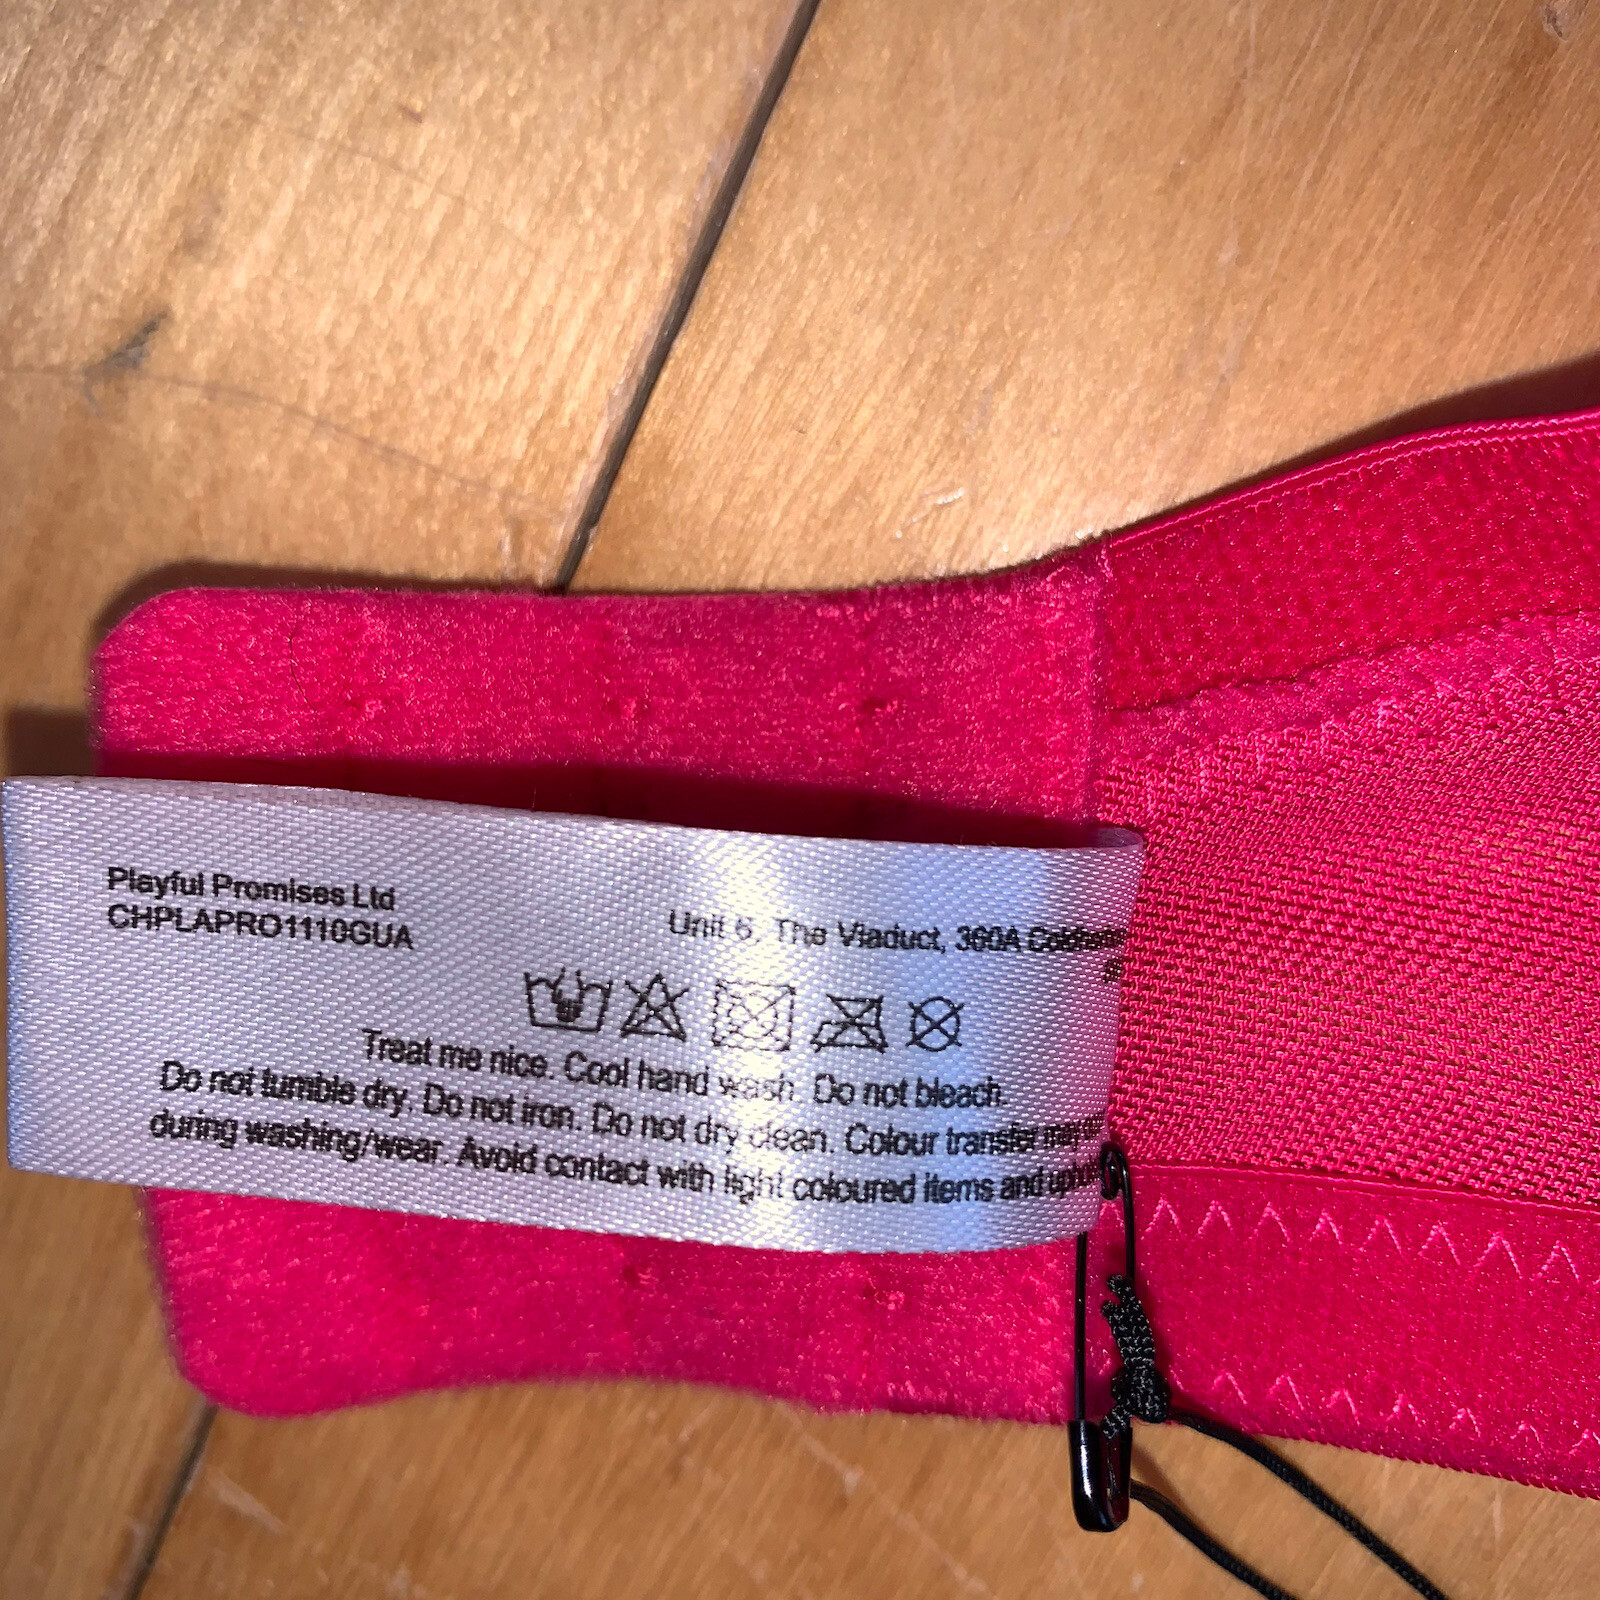 Playful Promises Ltd
CHPLAPRO1110GUA
Unit 6, The Viaduct, 360A
Treat me nice. Cool hand wash. Do not bleach.
Do not tumble dry. Do not iron. Do not dry clean. Colour transfer may
during washing/wear. Avoid contact with light coloured items and